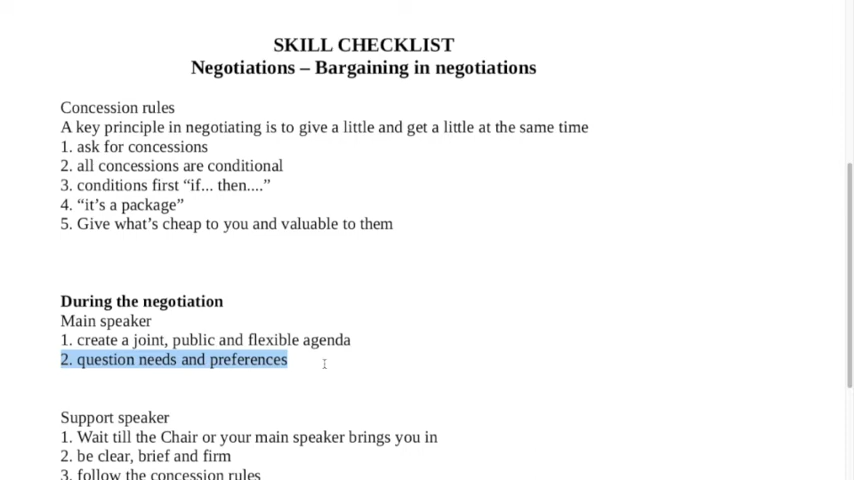 SKILL CHECKLIST
Negotiations – Bargaining in negotiations
Concession rules
A key principle in negotiating is to give a little and get a little at the same time
1. ask for concessions
2. all concessions are conditional
3. conditions first “if... then....”
4. “it’s a package”
5. Give what’s cheap to you and valuable to them
During the negotiation
Main speaker
1. create a joint, public and flexible agenda
2. question needs and preferences
Support speaker
1. Wait till the Chair or your main speaker brings you in
2. be clear, brief and firm
3. follow the concession rules